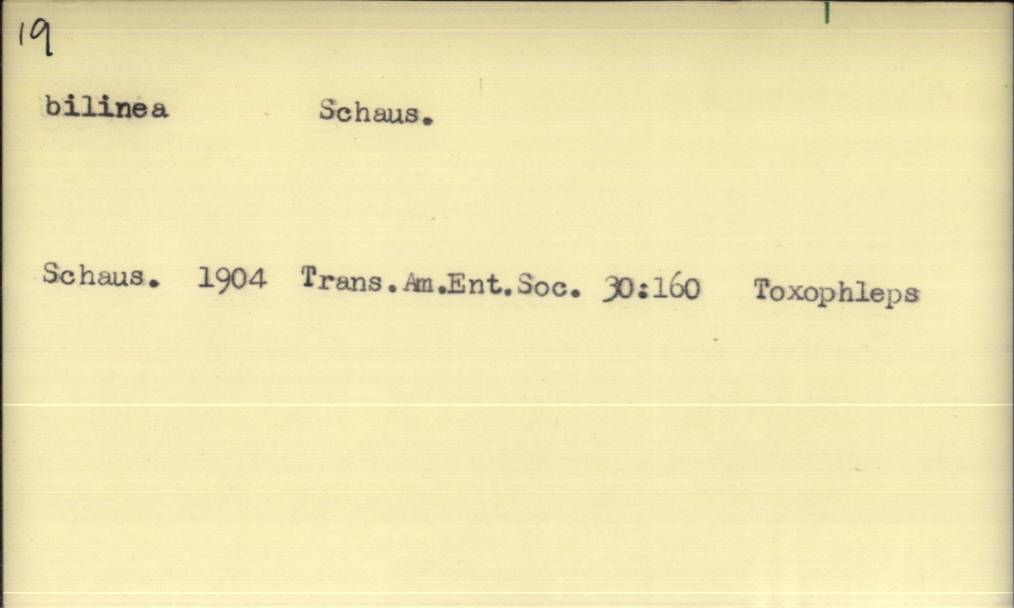 19
bilinea Schaus.
Schaus. 1904 Trans.Am.Ent.Soc. 30:160 Toxophleps